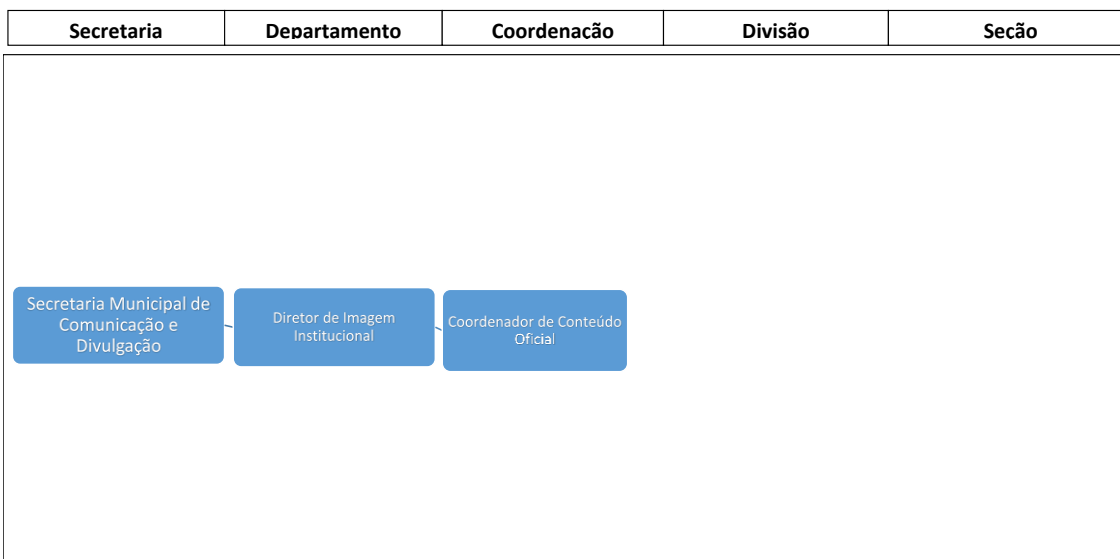 Secretaria Departamento Coordenação Divisão Seção
Secretaria Municipal de
Comunicação e
Divulgação
Diretor de Imagem
Institucional
Coordenador de Conteúdo
Oficial